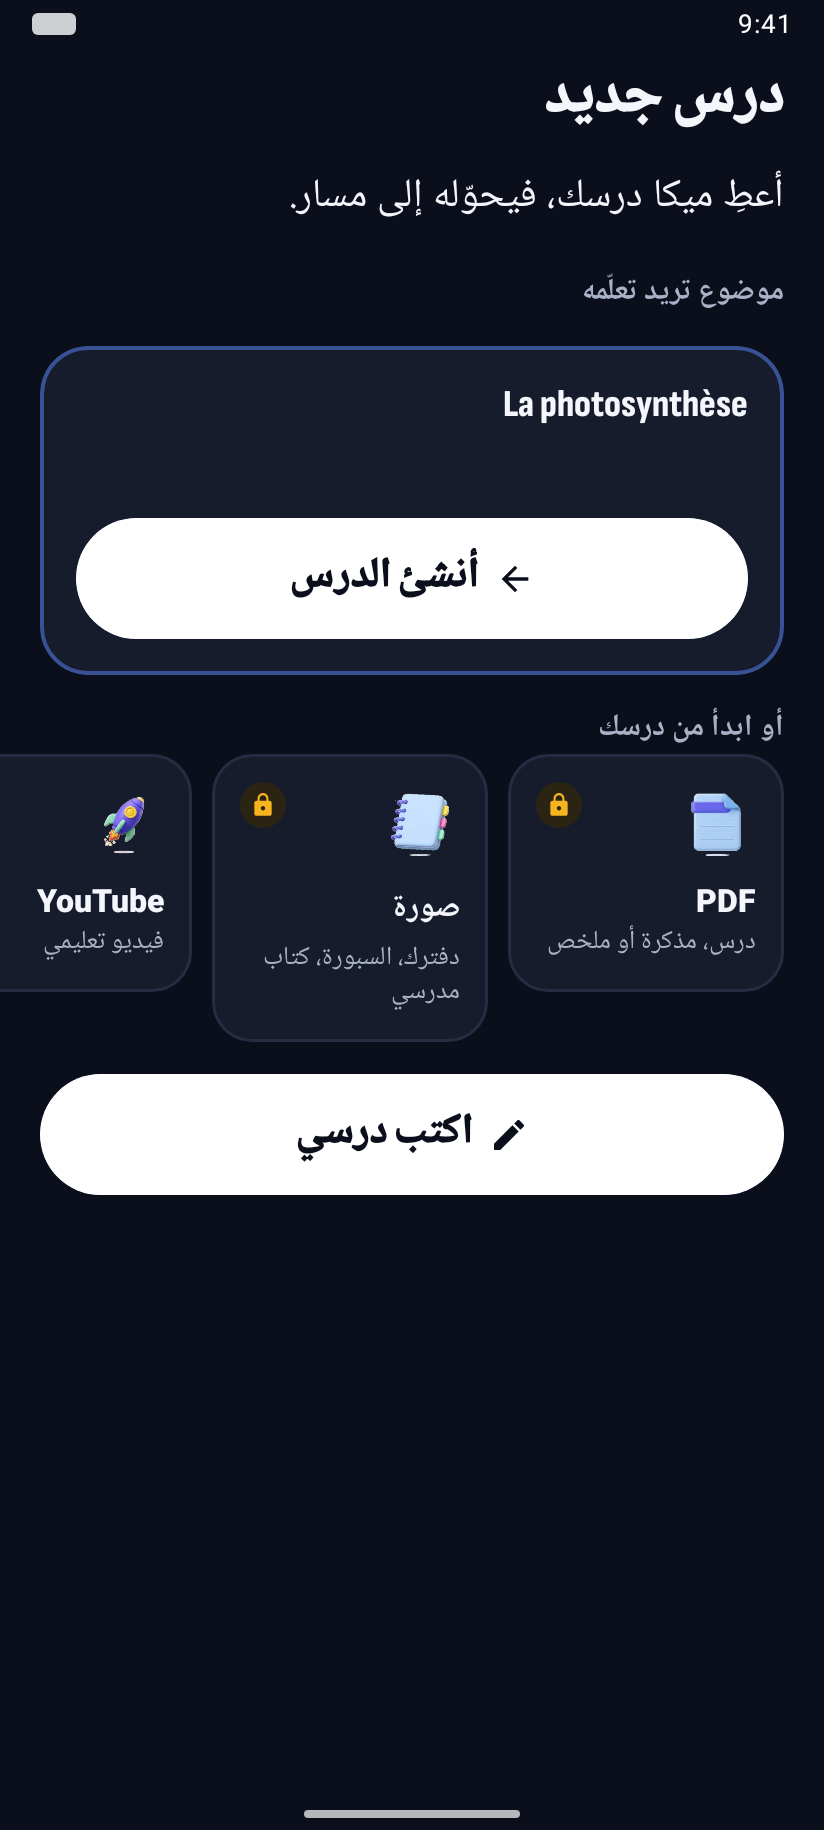 9:41
درس جديد
أعطِ ميكا درسك، فيحوّله إلى مسار.
موضوع تريد تعلّمه
La photosynthèse
أنشئ الدرس
أو ابدأ من درسك
PDF
درس، مذكرة أو ملخص
صورة
دفترك، السبورة، كتاب
مدرسي
YouTube
فيديو تعليمي
اكتب درسي